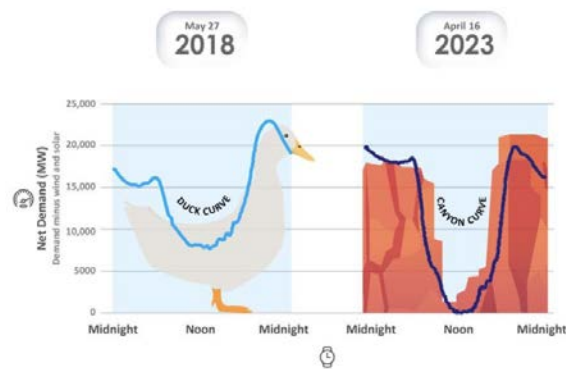 May 27
2018
April 16
2023
Net Demand (MW)
Demand minus wind and solar
25,000
20,000
15,000
10,000
5000
0
DUCK CURVE
CANYON CURVE
Midnight
Noon
Midnight
Midnight
Noon
Midnight